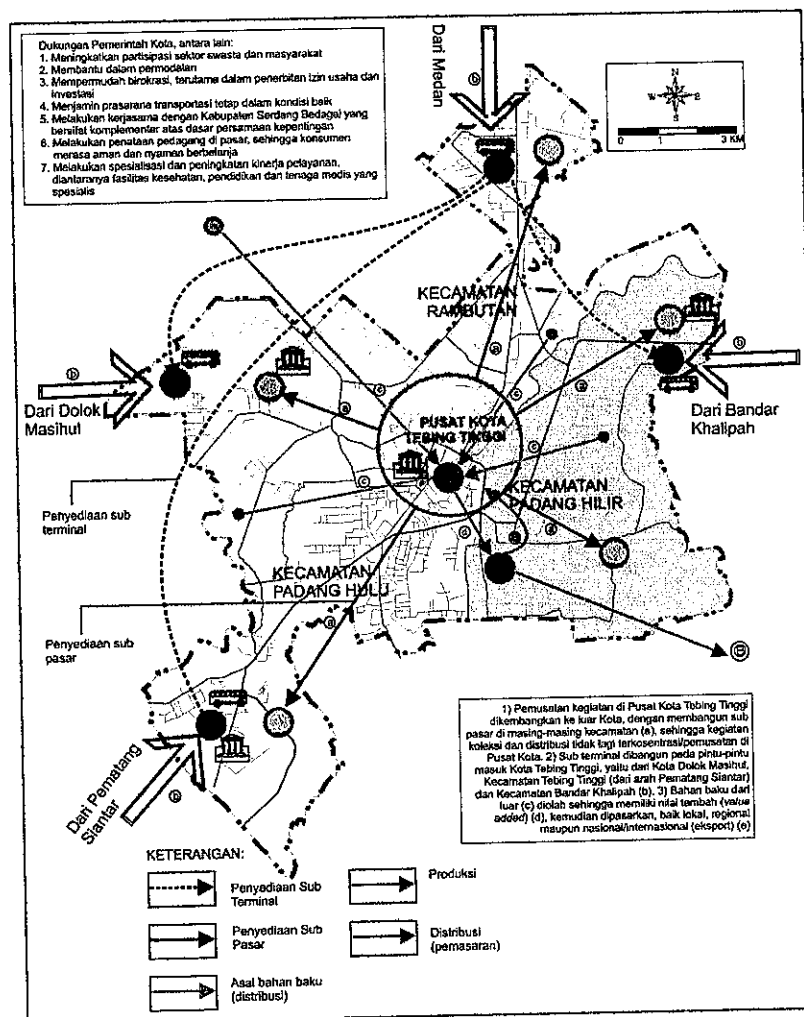 Dukungan Pemerintah Kota, antara lain:
1. Meningkatkan partisipasi sektor swasta dan masyarakat
2. Membantu dalam permodalan
3. Mempermudah birokrasi, terutama dalam penerbitan izin usaha dan
investasi
4. Menjamin prasarana transportasi tetap dalam kondisi baik
5. Melakukan kerjasama dengan Kabupaten Serdang Bedagai yang
bersifat komplementer atas dasar persamaan kepentingan
6. Melakukan penataan pedagang di pasar, sehingga konsumen
merasa aman dan nyaman berbelanja
7. Melakukan spesialisasi dan peningkatan kinerja pelayanan,
diantaranya fasilitas kesehatan, pendidikan dan tenaga medis yang
spesialis
Dari Medan
b
N
W E
S
0 1 3 KM
KECAMATAN
RAMBUTAH
a
b
Dari Dolok
Masihut
c
a
c
a
b
Dari Bandar
Khalipah
PUSAT KOTA
TEBING TINGGI
c
c
KECAMATAN
PADANG HILIR
Penyediaan sub
terminal
d
a
KECAMATAN
PADANG HULU
Penyediaan sub
pasar
a
e
Dari Pematang
Siantar
b
1) Pemusatan kegiatan di Pusat Kota Tebing Tinggi
dikembangkan ke luar Kota, dengan membangun sub
pasar di masing-masing kecamatan (a), sehingga kegiatan
koleksi dan distribusi tidak lagi terkosentrasi/pemusatan di
Pusat Kota. 2) Sub terminal dibangun pada pintu-pintu
masuk Kota Tebing Tinggi, yaitu dari Kota Dolok Masihut,
Kecamatan Tebing Tinggi (dari arah Pematang Siantar)
dan Kecamatan Bandar Khalipah (b). 3) Bahan baku dari
luar (c) diolah sehingga memiliki nilai tambah (value
added) (d), kemudian dipasarkan, baik lokal, regional
maupun nasional/internasional (eksport) (e)
KETERANGAN:
Penyediaan Sub
Terminal
Produksi
Penyediaan Sub
Pasar
Distribusi
(pemasaran)
Asal bahan baku
(distribusi)